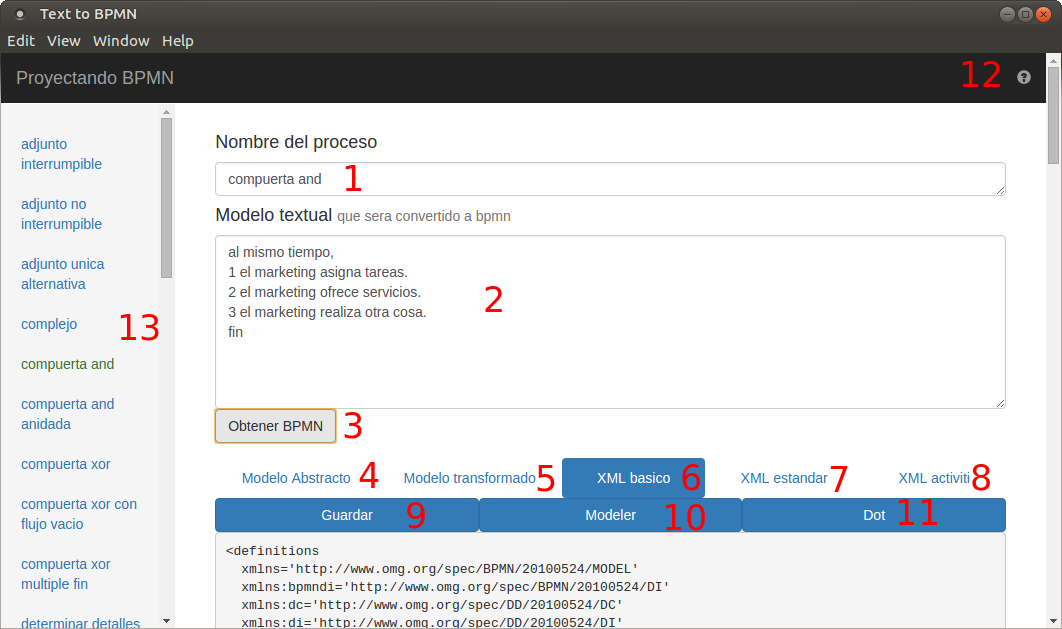 Text to BPMN
Edit View Window Help
Proyectando BPMN
12
?
adjunto
interrumpible
adjunto no
interrumpible
adjunto unica
alternativa
complejo
13
compuerta and
compuerta and
anidada
compuerta xor
compuerta xor con
flujo vacio
compuerta xor
multiple fin
determinar detalles
Nombre del proceso
compuerta and 1
Modelo textual que sera convertido a bpmn
al mismo tiempo,
1 el marketing asigna tareas.
2 el marketing ofrece servicios.
3 el marketing realiza otra cosa.
fin
2
Obtener BPMN 3
Modelo Abstracto 4 Modelo transformado 5 XML basico 6 XML estandar 7 XML activiti 8
Guardar 9 Modeler 10 Dot 11
<definitions
xmlns='http://www.omg.org/spec/BPMN/20100524/MODEL'
xmlns:bpmndi='http://www.omg.org/spec/BPMN/20100524/DI'
xmlns:dc='http://www.omg.org/spec/DD/20100524/DC'
xmlns:di='http://www.omg.org/spec/DD/20100524/DI'